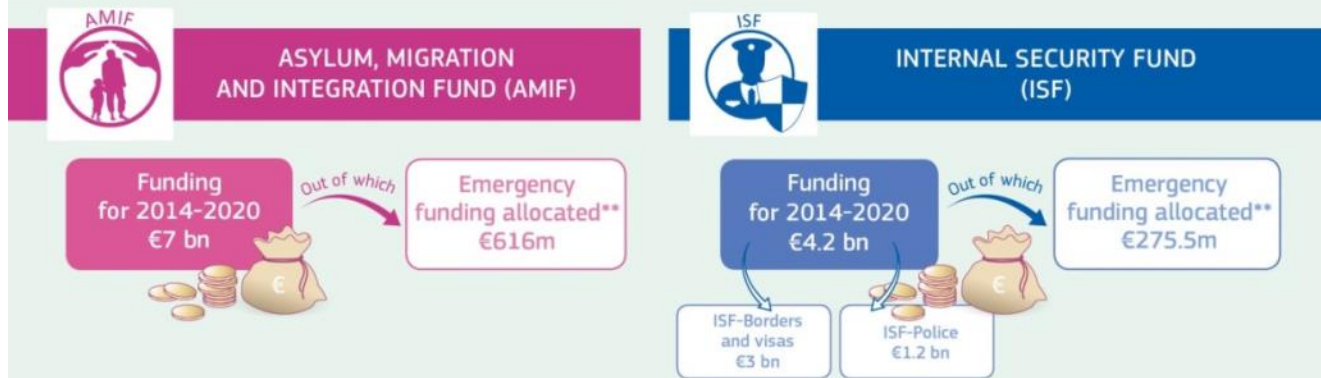 AMIF
ASYLUM, MIGRATION
AND INTEGRATION FUND (AMIF)
Funding
for 2014-2020
€7 bn
Out of which
Emergency
funding allocated**
€616m
€
ISF
INTERNAL SECURITY FUND
(ISF)
Funding
for 2014-2020
€4.2 bn
Out of which
Emergency
funding allocated**
€275.5m
€
ISF-Borders
and visas
€3 bn
ISF-Police
€1.2 bn